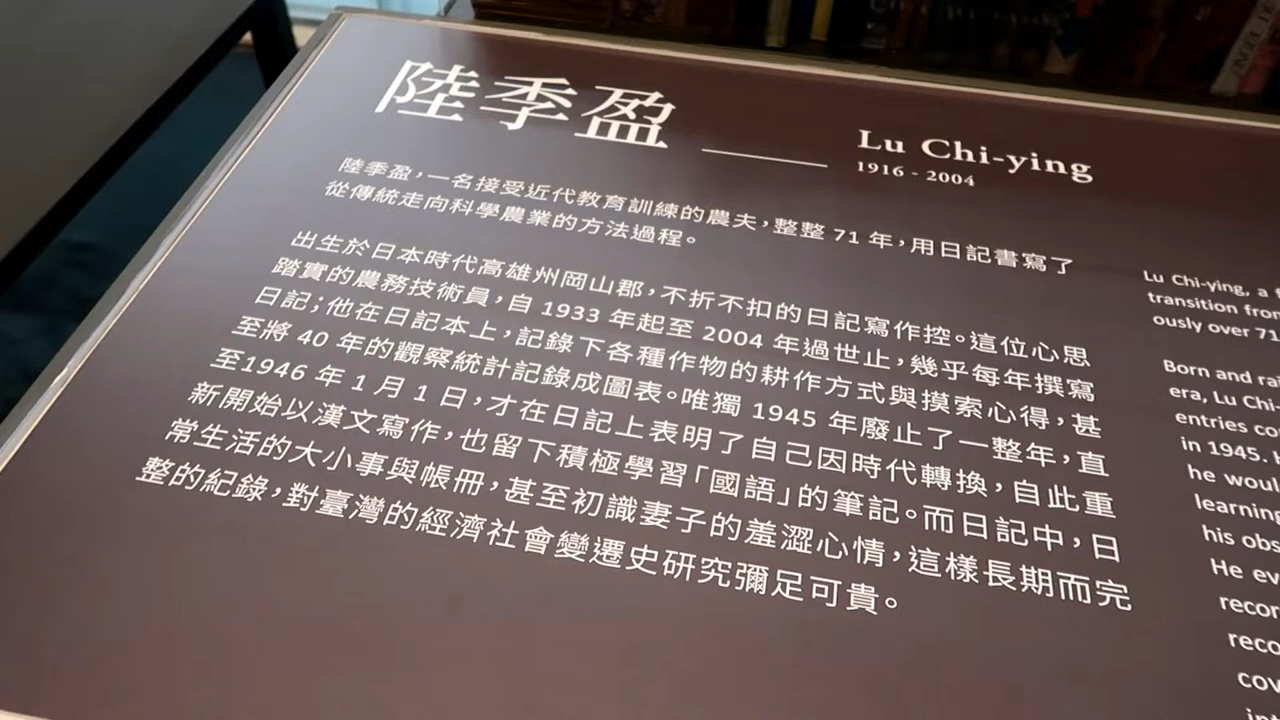 陸季盈
Lu Chi-ying
1916 - 2004
陸季盈，一名接受近代教育訓練的農夫，整整 71 年，用日記書寫了
從傳統走向科學農業的方法過程。
出生於日本時代高雄州岡山郡，不折不扣的日記寫作控。這位心思
踏實的農務技術員，自 1933 年起至 2004 年過世止，幾乎每年撰寫
日記；他在日記本上，記錄下各種作物的耕作方式與摸索心得，甚
至將 40 年的觀察統計記錄成圖表。唯獨 1945 年廢止了一整年，直
至1946 年 1 月 1 日，才在日記上表明了自己因時代轉換，自此重
新開始以漢文寫作，也留下積極學習「國語」的筆記。而日記中，日
常生活的大小事與帳冊，甚至初識妻子的羞澀心情，這樣長期而完
整的紀錄，對臺灣的經濟社會變遷史研究彌足可貴。
Lu Chi-ying, a
transition from
ously over 71
Born and rai
era, Lu Chi-
entries co
in 1945.
he woul
learning
his obs
He ev
recor
reco
cov